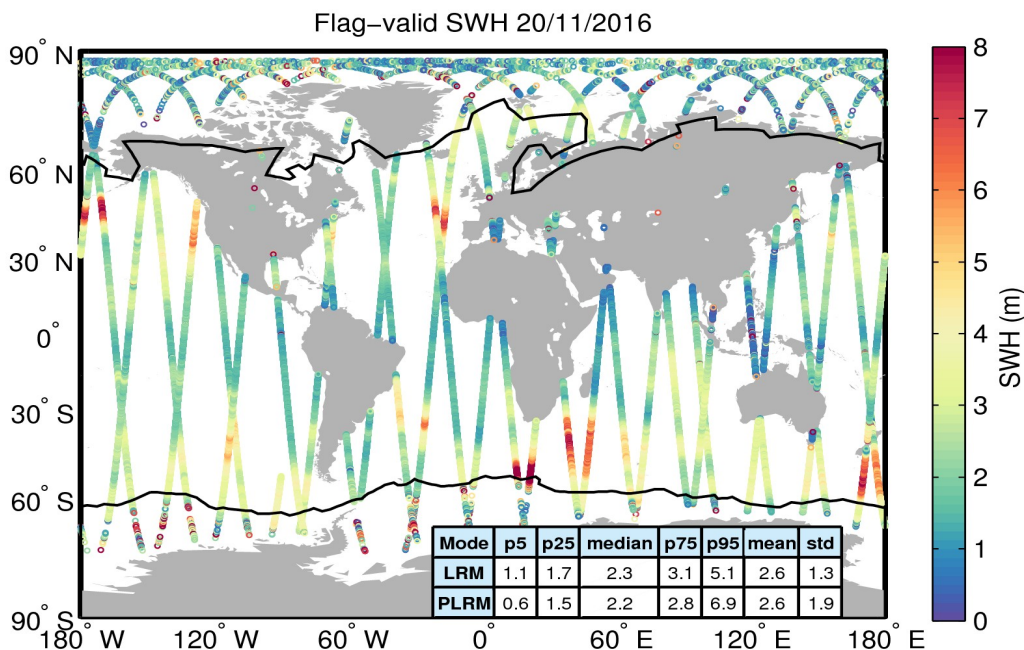 Flag−valid SWH 20/11/2016
90° N
60° N
30° N
0°
30° S
60° S
90° S
180° W
120° W
60° W
0°
60° E
120° E
180° E
Mode p5 p25 median p75 p95 mean std
LRM 1.1 1.7 2.3 3.1 5.1 2.6 1.3
PLRM 0.6 1.5 2.2 2.8 6.9 2.6 1.9
8
7
6
5
4
3
2
1
0
SWH (m)